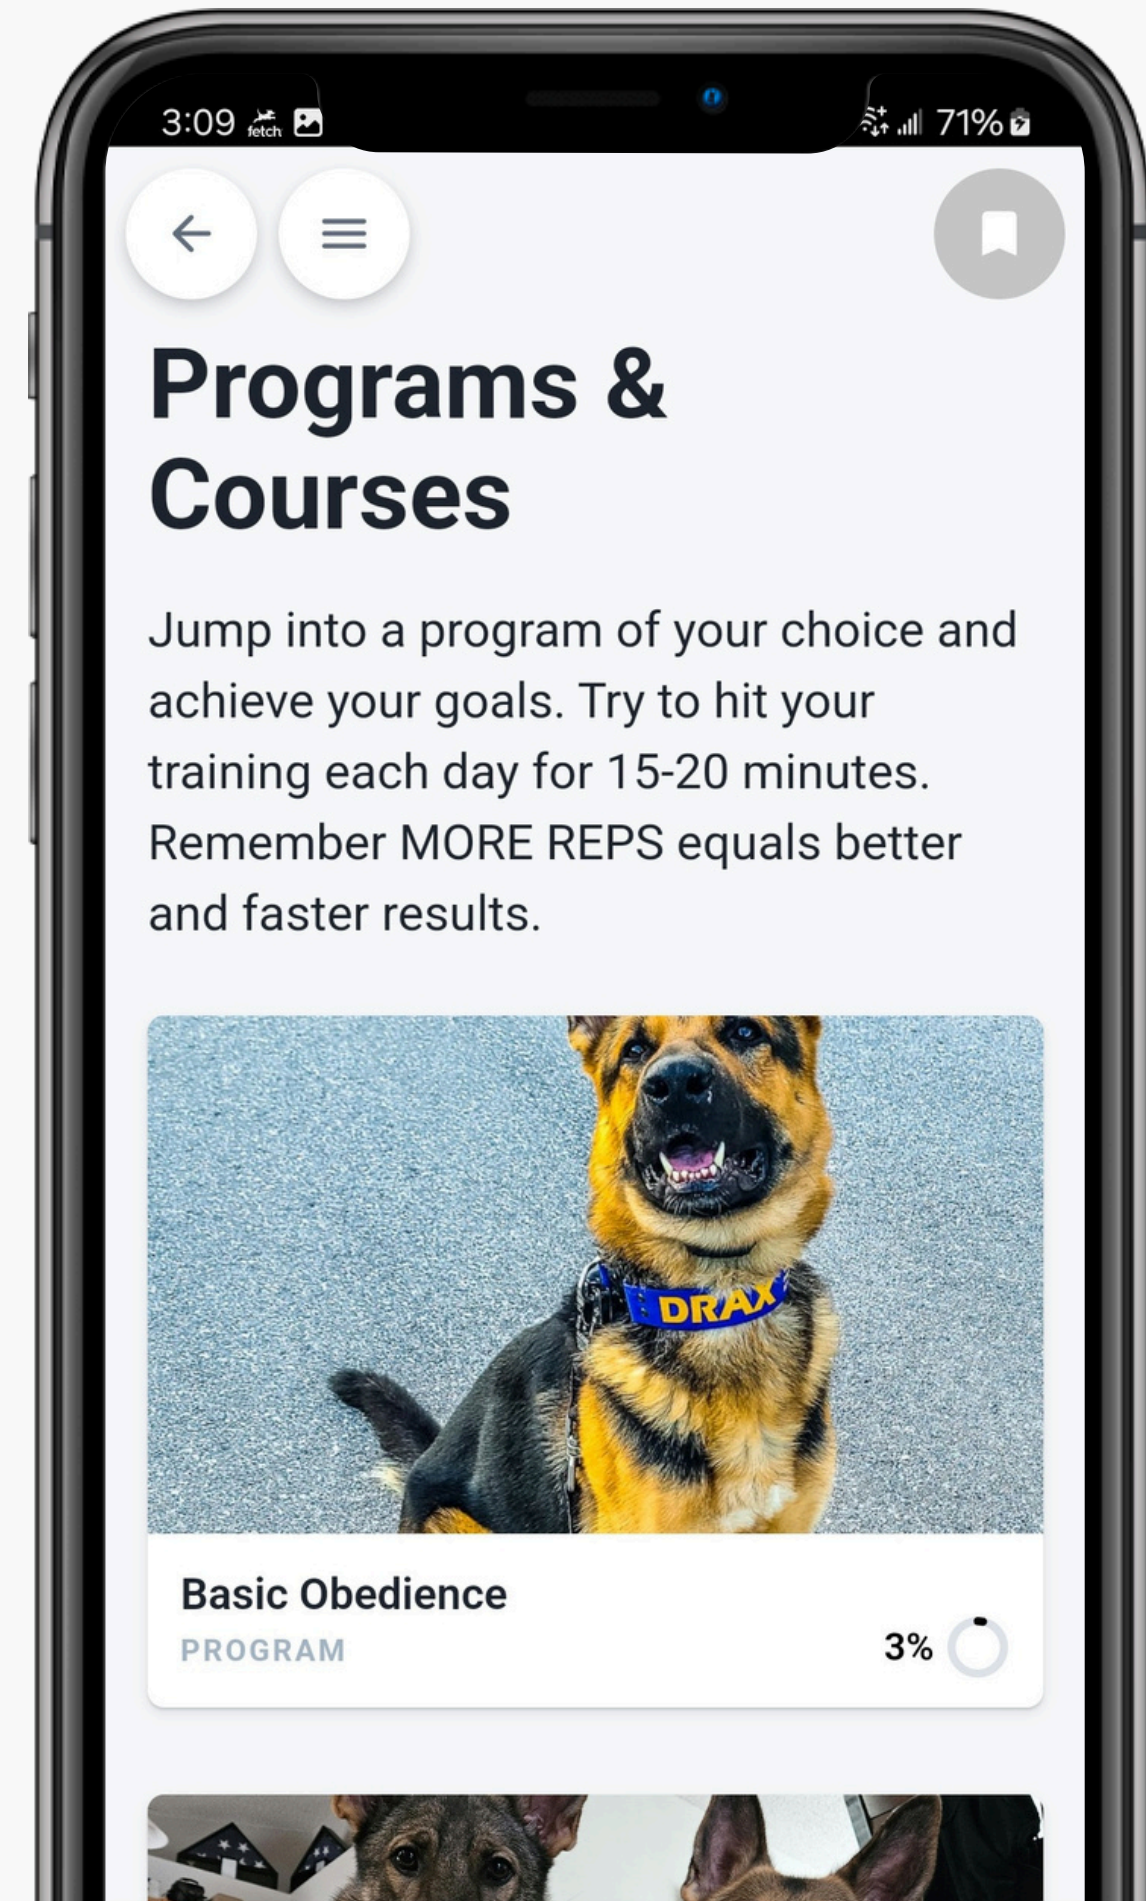 3:09 fetch 71%
Programs &
Courses
Jump into a program of your choice and
achieve your goals. Try to hit your
training each day for 15-20 minutes.
Remember MORE REPS equals better
and faster results.
DRAX
Basic Obedience
PROGRAM
3%